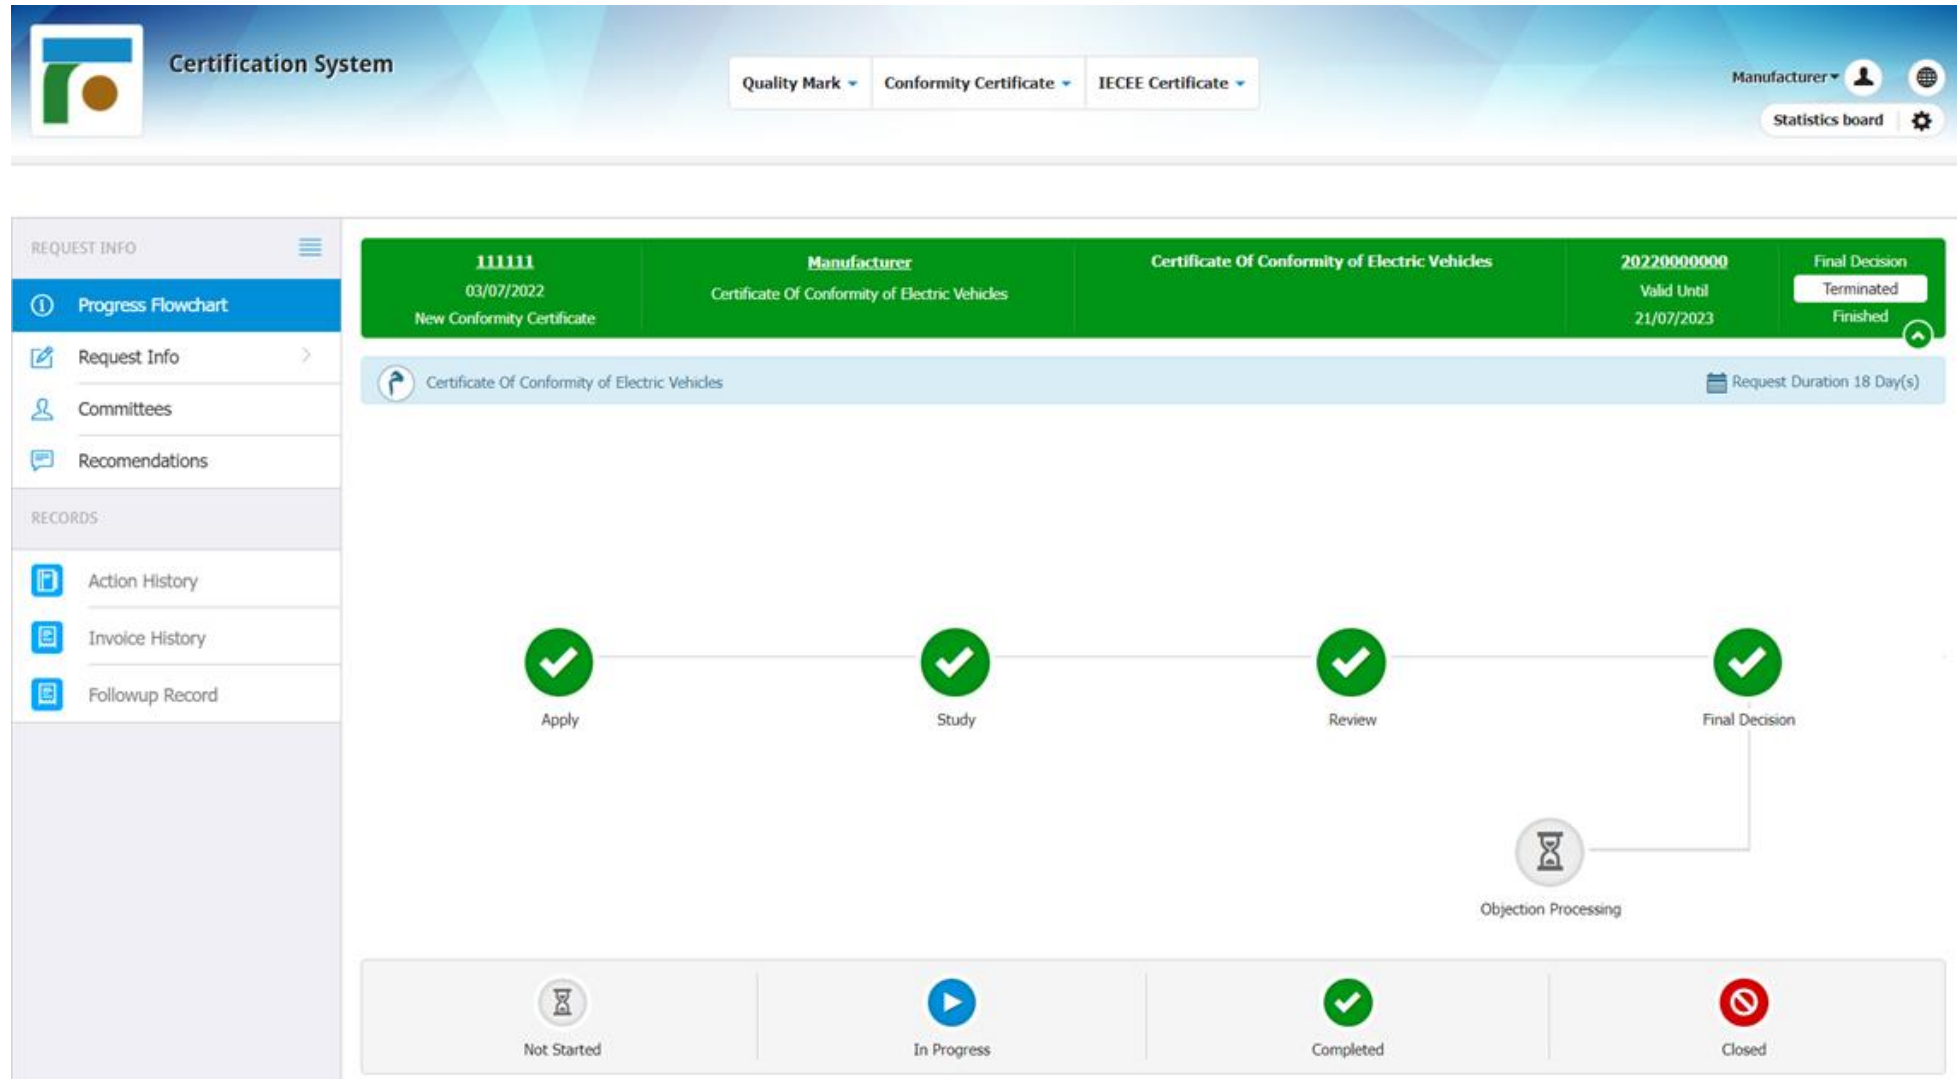 Certification System
Quality Mark
Conformity Certificate
IECEE Certificate
Manufacturer
Statistics board
REQUEST INFO
Progress Flowchart
Request Info
Committees
Recomendations
RECORDS
Action History
Invoice History
Followup Record
111111
03/07/2022
New Conformity Certificate
Manufacturer
Certificate Of Conformity of Electric Vehicles
Certificate Of Conformity of Electric Vehicles
20220000000
Valid Until
21/07/2023
Final Decision
Terminated
Finished
م
Certificate Of Conformity of Electric Vehicles
Request Duration 18 Day(s)
Apply
Study
Review
Final Decision
Objection Processing
Not Started
In Progress
Completed
Closed